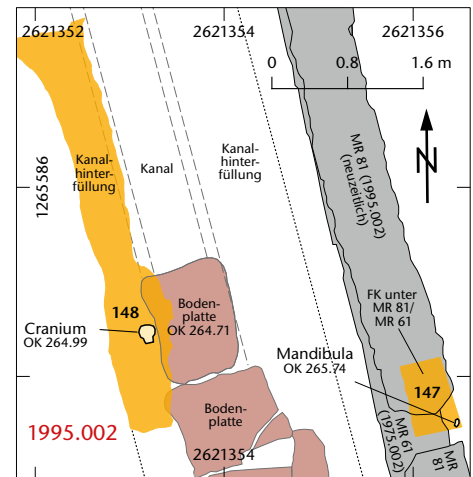 2621352
2621354
2621356
0
0.8
1.6 m
N
1265586
Kanal-
hinter-
füllung
Kanal
Kanal-
hinter-
füllung
MR 81 (1995.002)
(neuzeitlich)
148
Boden-
platte
OK 264.71
Cranium
OK 264.99
FK unter
MR 81/
MR 61
Mandibula
OK 265.74
147
Boden-
platte
1995.002
2621354
MR 61
(1975.002)
MR
81